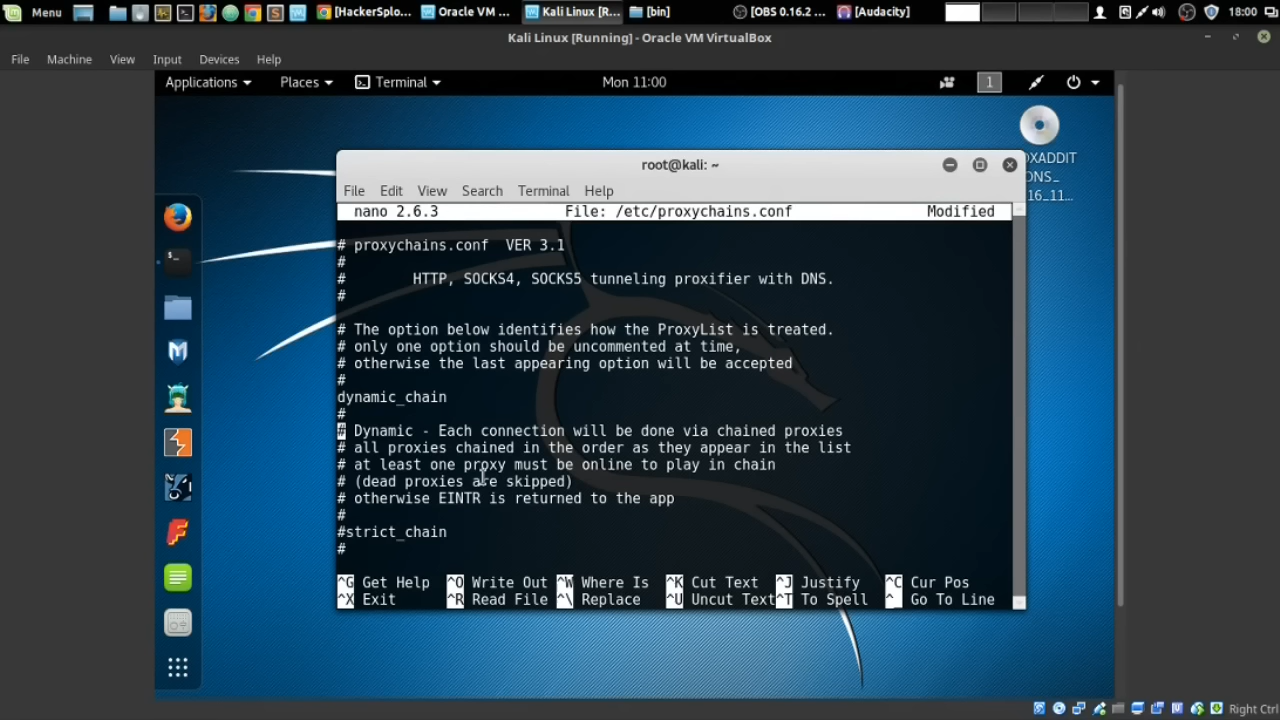 Menu
[HackerSplo...
Oracle VM ...
Kali Linux [R...
[bin]
[OBS 0.16.2 ...
[Audacity]
18:00
Kali Linux [Running] - Oracle VM VirtualBox
File Machine View Input Devices Help
Applications Places Terminal Mon 11:00 1
OXADDIT
ONS_
16_11...
root@kali: ~
File Edit View Search Terminal Help
nano 2.6.3 File: /etc/proxychains.conf Modified
# proxychains.conf VER 3.1
#
# HTTP, SOCKS4, SOCKS5 tunneling proxifier with DNS.
#
# The option below identifies how the ProxyList is treated.
# only one option should be uncommented at time,
# otherwise the last appearing option will be accepted
#
dynamic_chain
#
# Dynamic - Each connection will be done via chained proxies
# all proxies chained in the order as they appear in the list
# at least one proxy must be online to play in chain
# (dead proxies are skipped)
# otherwise EINTR is returned to the app
#
#strict_chain
#
^G Get Help ^O Write Out ^W Where Is ^K Cut Text ^J Justify ^C Cur Pos
^X Exit ^R Read File ^\ Replace ^U Uncut Text ^T To Spell ^_ Go To Line
Right Ctrl